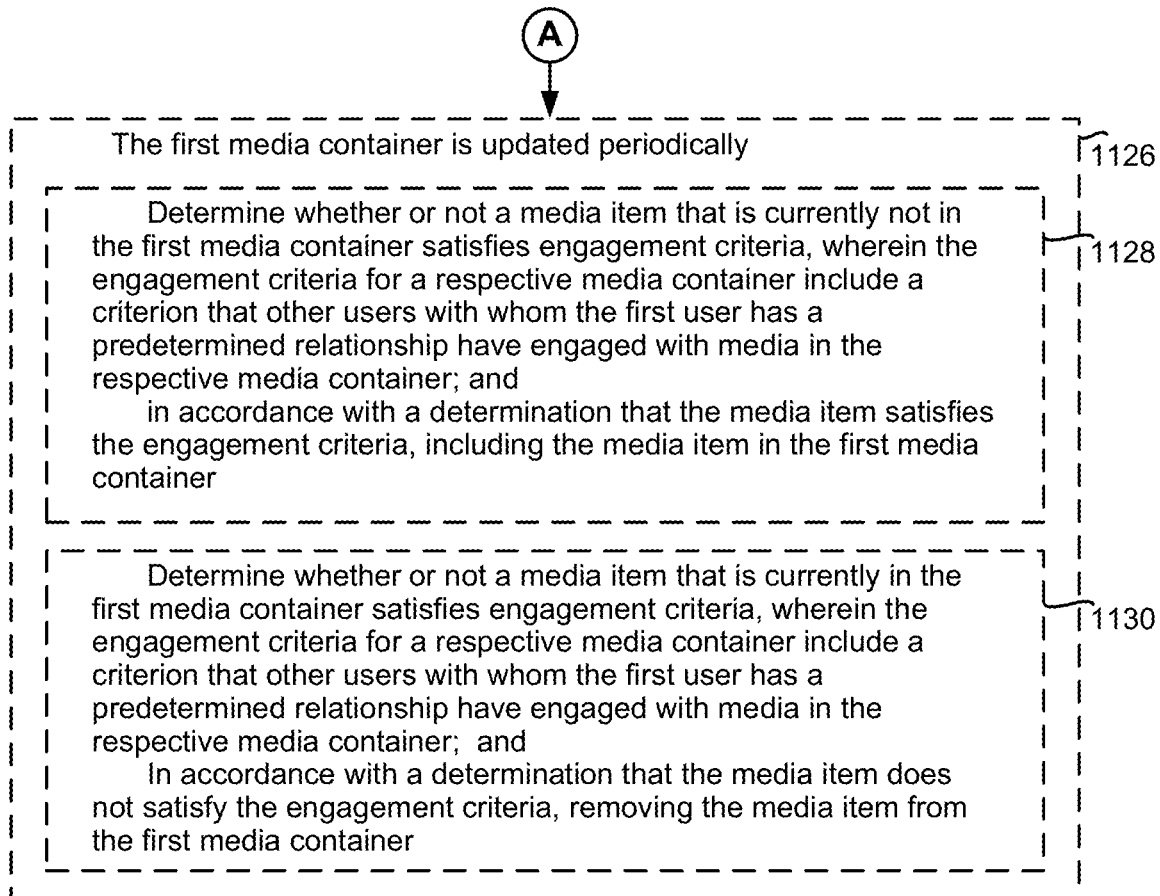 A
The first media container is updated periodically
1126
Determine whether or not a media item that is currently not in
the first media container satisfies engagement criteria, wherein the
engagement criteria for a respective media container include a
criterion that other users with whom the first user has a
predetermined relationship have engaged with media in the
respective media container; and
in accordance with a determination that the media item satisfies
the engagement criteria, including the media item in the first media
container
1128
Determine whether or not a media item that is currently in the
first media container satisfies engagement criteria, wherein the
engagement criteria for a respective media container include a
criterion that other users with whom the first user has a
predetermined relationship have engaged with media in the
respective media container; and
In accordance with a determination that the media item does
not satisfy the engagement criteria, removing the media item from
the first media container
1130